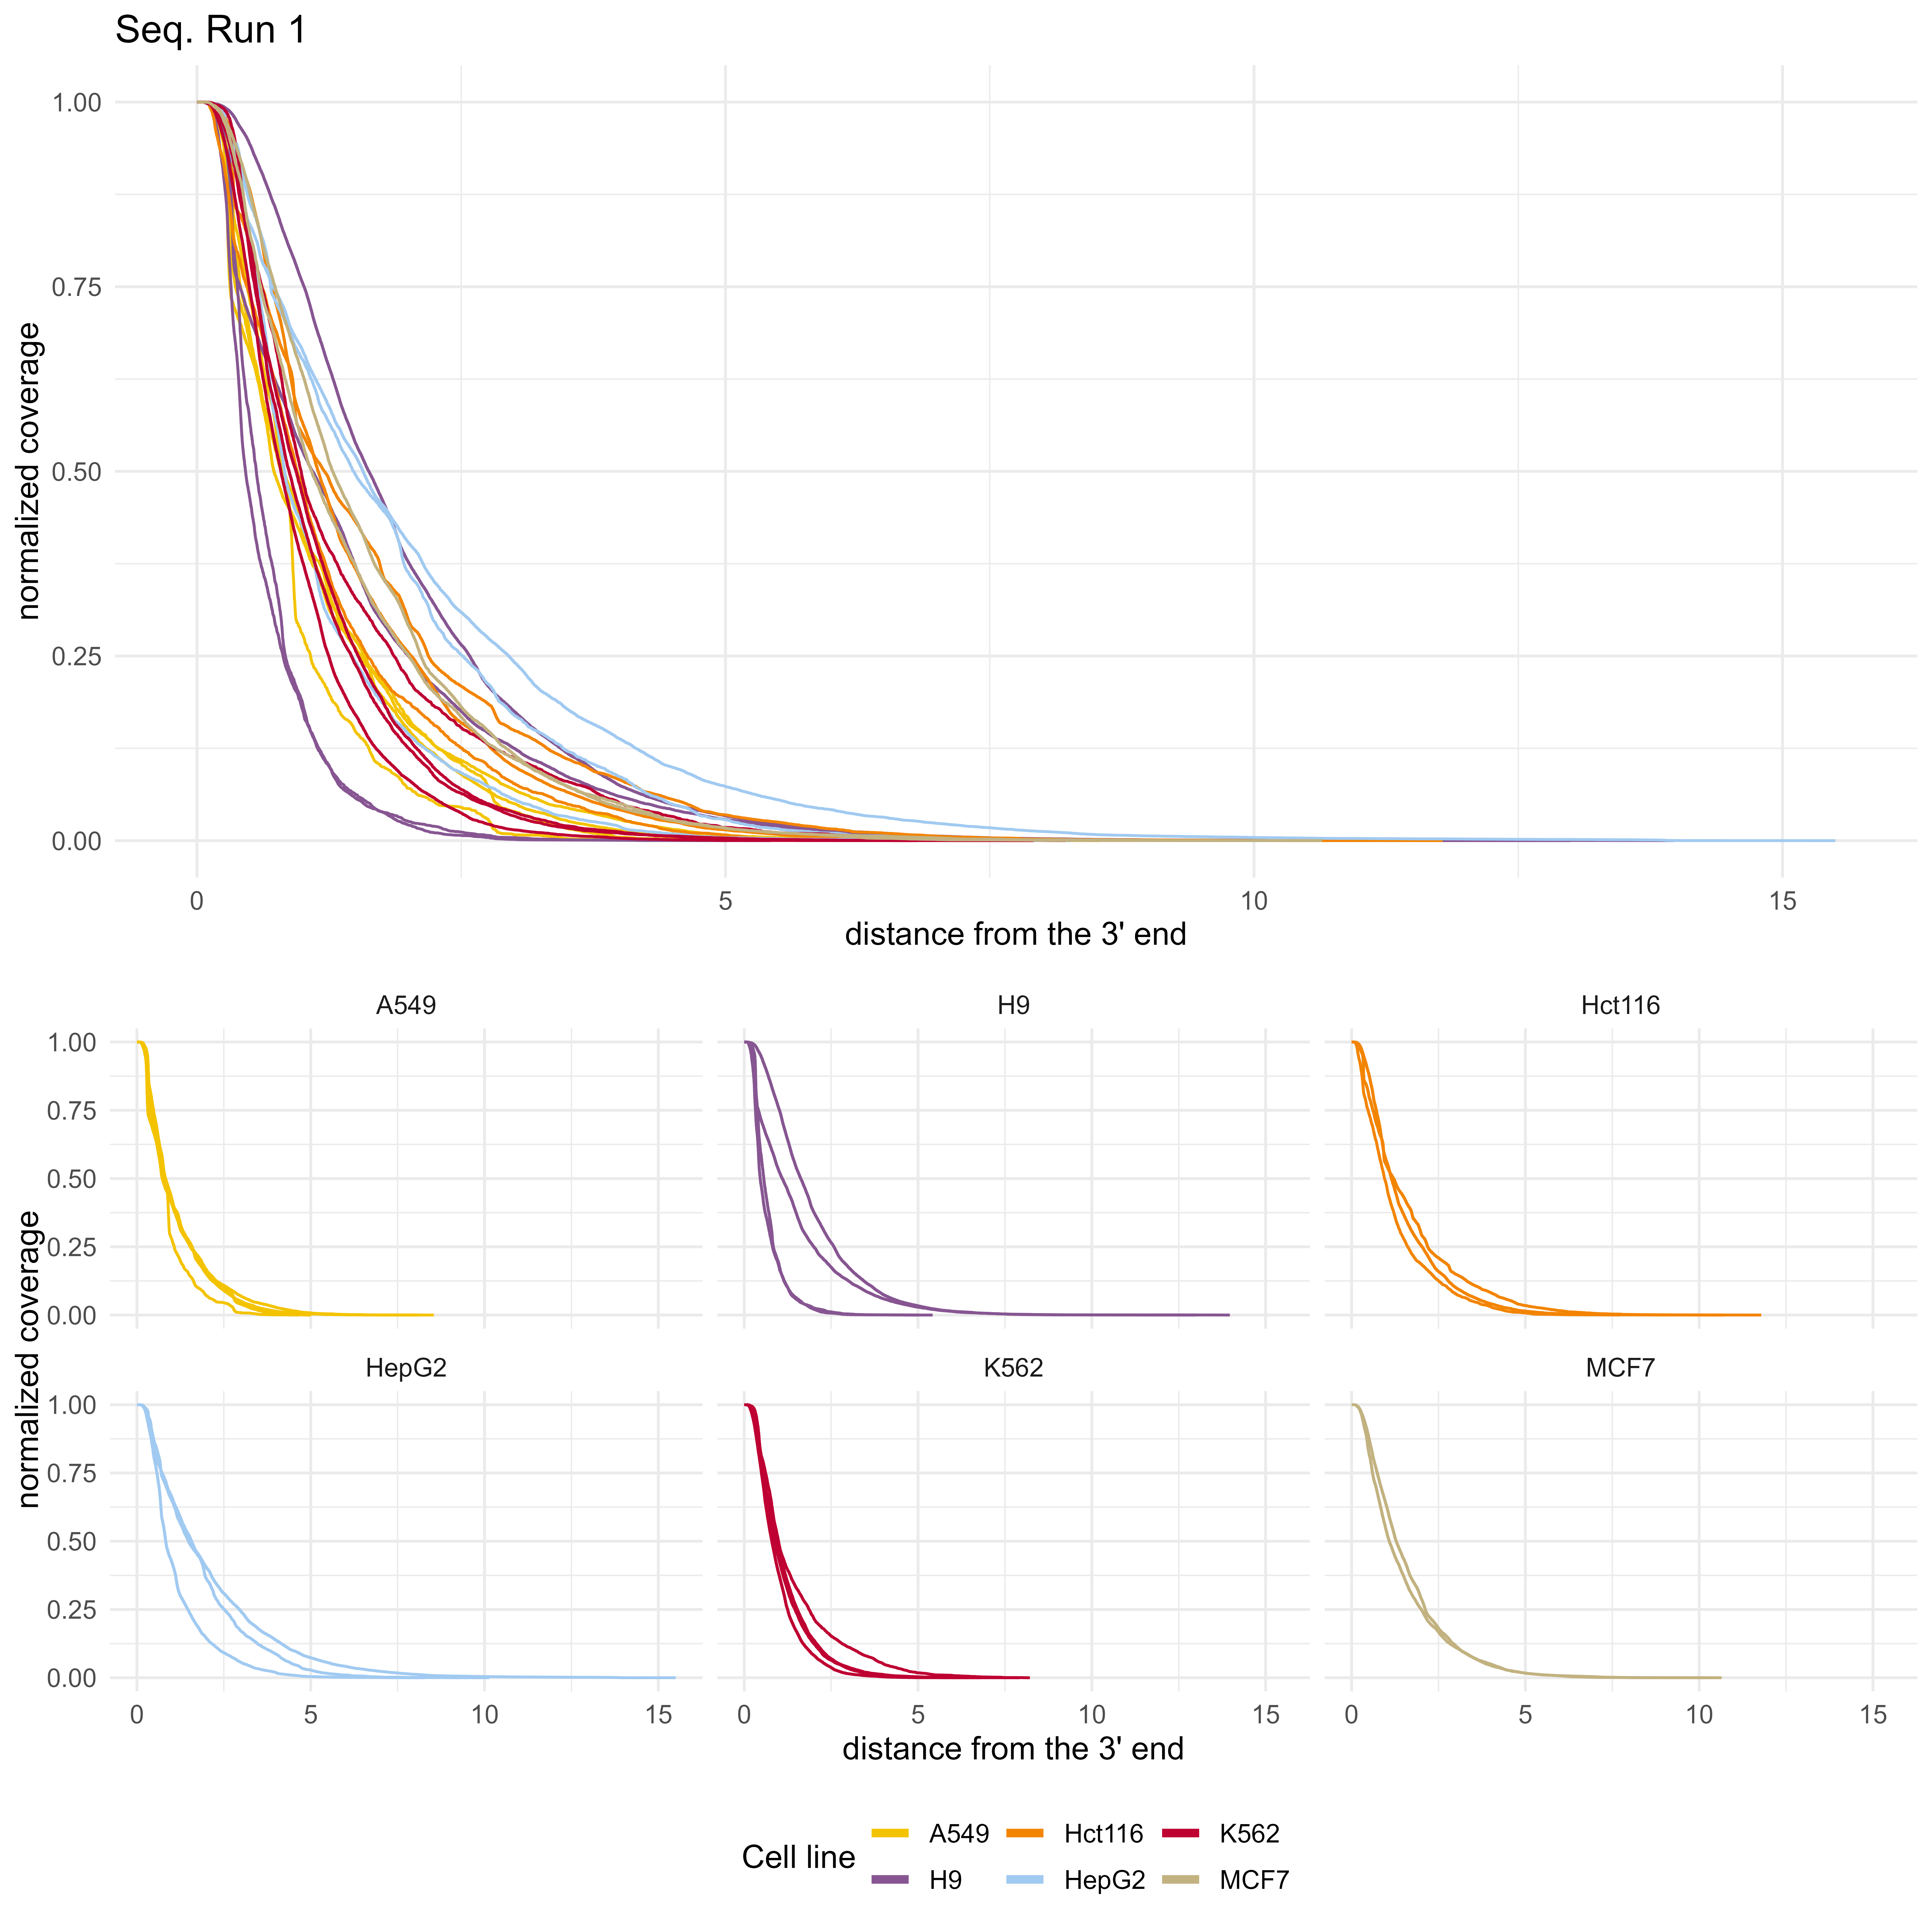 Seq. Run 1
1.00
0.75
0.50
0.25
0.00
normalized coverage
0 5 10 15
distance from the 3' end
A549 H9 Hct116
1.00
0.75
0.50
0.25
0.00
HepG2 K562 MCF7
1.00
0.75
0.50
0.25
0.00
normalized coverage
0 5 10 15 0 5 10 15 0 5 10 15
distance from the 3' end
Cell line
A549 Hct116 K562
H9 HepG2 MCF7